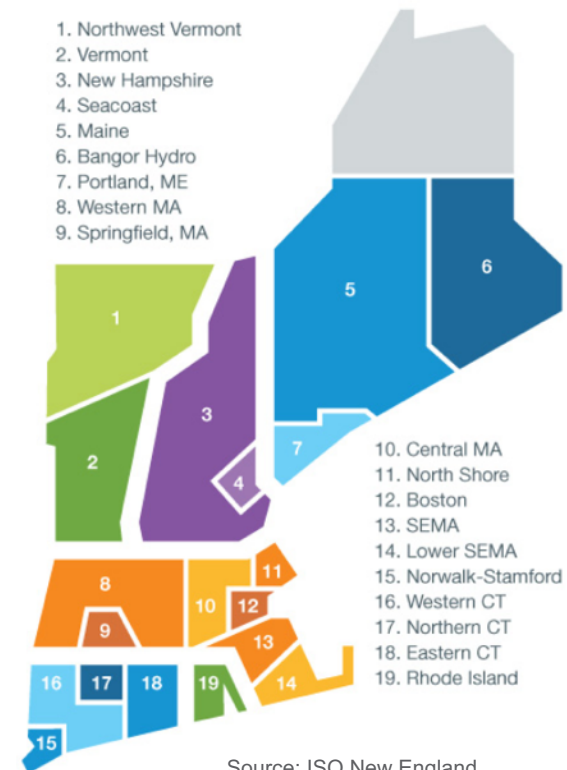 1. Northwest Vermont
2. Vermont
3. New Hampshire
4. Seacoast
5. Maine
6. Bangor Hydro
7. Portland, ME
8. Western MA
9. Springfield, MA
6
5
1
3
7
2
4
10. Central MA
11. North Shore
12. Boston
13. SEMA
14. Lower SEMA
15. Norwalk-Stamford
16. Western CT
17. Northern CT
18. Eastern CT
19. Rhode Island
11
8
10
12
9
13
16
17
18
19
14
15
Source: ISO New England